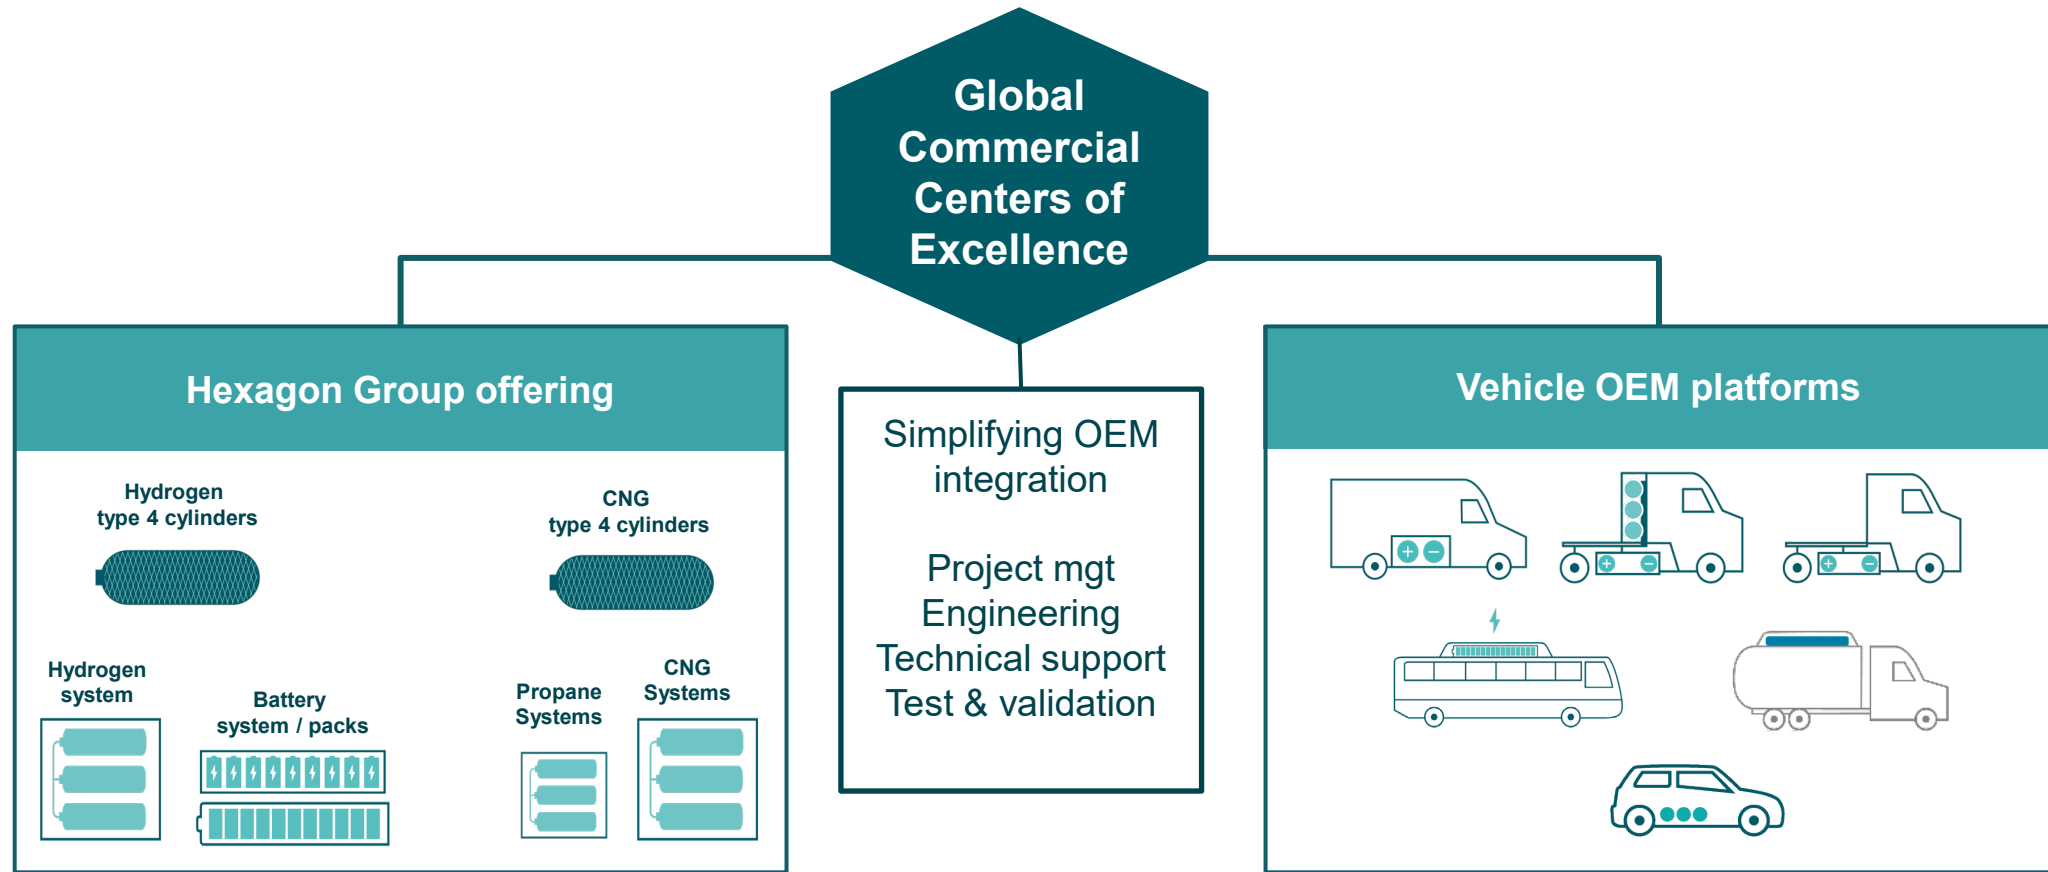 Global
Commercial
Centers of
Excellence
Hexagon Group offering
Hydrogen
type 4 cylinders
CNG
type 4 cylinders
Hydrogen
system
Battery
system / packs
Propane
Systems
CNG
Systems
Simplifying OEM
integration
Project mgt
Engineering
Technical support
Test & validation
Vehicle OEM platforms